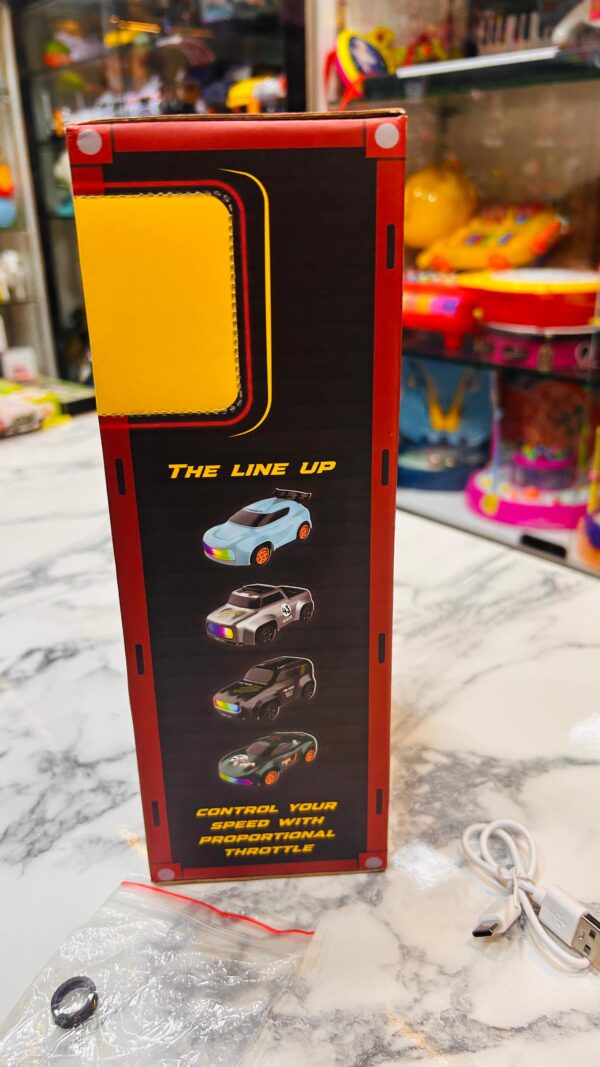 THE LINE UP
CONTROL YOUR
SPEED WITH
PROPORTIONAL
THROTTLE